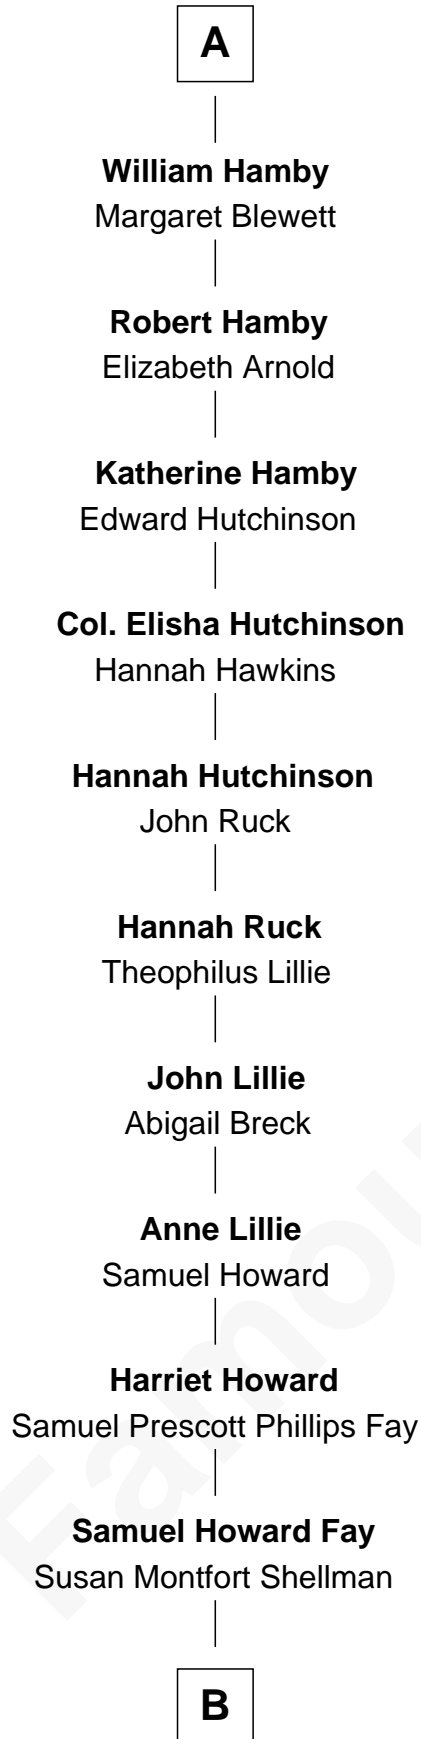 A
William Hamby
Margaret Blewett
Robert Hamby
Elizabeth Arnold
Katherine Hamby
Edward Hutchinson
Col. Elisha Hutchinson
Hannah Hawkins
Hannah Hutchinson
John Ruck
Hannah Ruck
Theophilus Lillie
John Lillie
Abigail Breck
Anne Lillie
Samuel Howard
Harriet Howard
Samuel Prescott Phillips Fay
Samuel Howard Fay
Susan Montfort Shellman
B